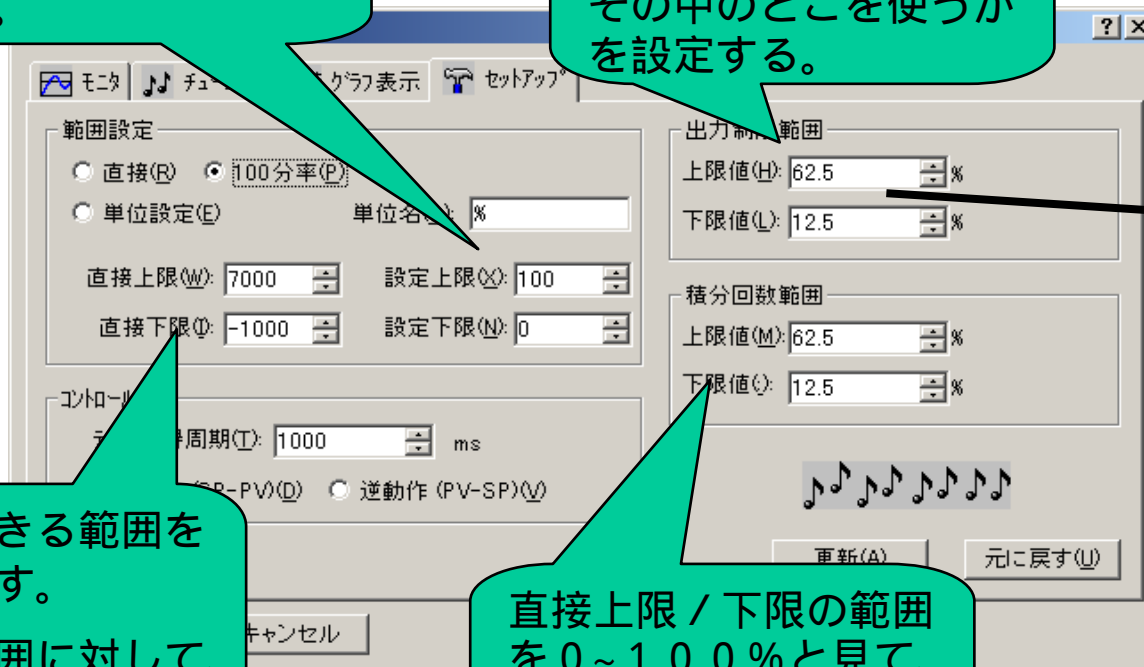 。
その中のどこを使うか
を設定する。
?
モニタ
チュー
グラフ表示
セットアップ
範囲設定
直接(R) 100分率(P)
単位設定(E) 単位名 %
直接上限(W): 7000 設定上限(X): 100
直接下限(I): -1000 設定下限(N): 0
出力制 範囲
上限値(H): 62.5 %
下限値(L): 12.5 %
積分回数範囲
上限値(M): 62.5 %
下限値(:): 12.5 %
コントロール
周期(T): 1000 ms
-PV)(D) 逆動作 (PV-SP)(V)
更新(A) 元に戻す(U)
キャンセル
きる範囲を
す。
囲に対して
直接上限/下限の範囲
を0~100%と見て